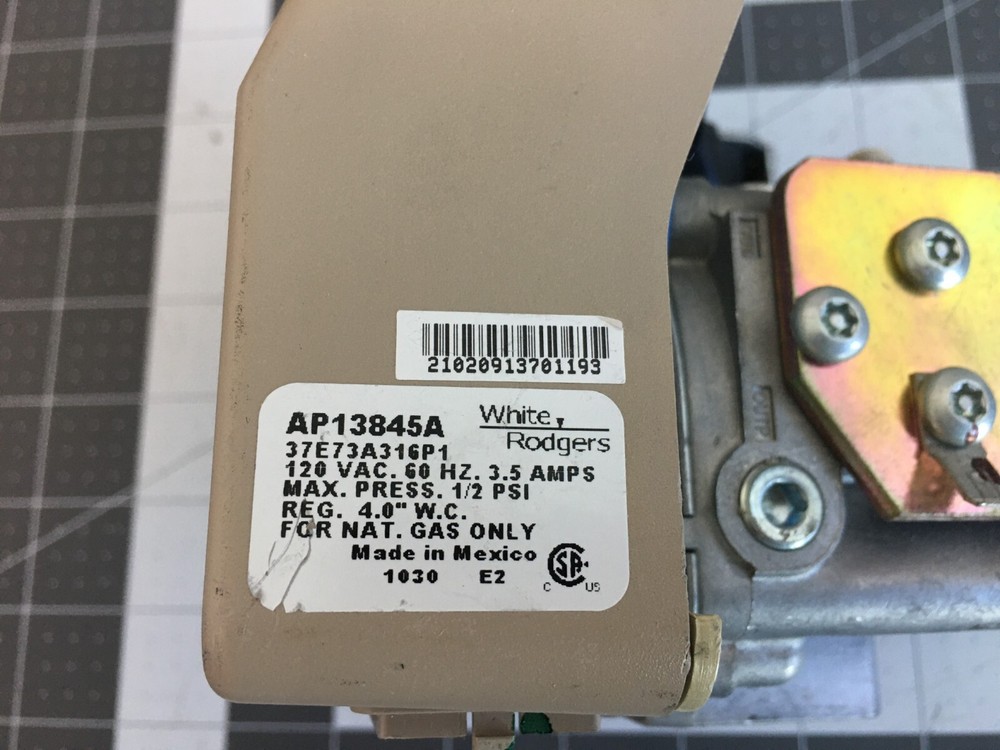 21020913701193
AP13845A
White
Rodgers
37E73A316P1
120 VAC. 60 HZ. 3.5 AMPS
MAX. PRESS. 1/2 PSI
REG. 4.0" W.C.
FOR NAT. GAS ONLY
Made in Mexico
1030 E2
C US